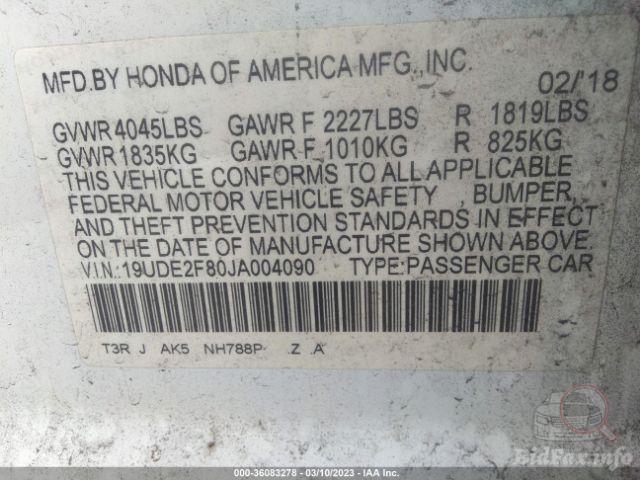 MFD.BY HONDA OF AMERICA MFG.,INC.
02/'18
GVWR 4045LBS GAWR F 2227LBS R 1819LBS
GVWR 1835KG GAWR F 1010KG R 825KG
THIS VEHICLE CONFORMS TO ALL APPLICABLE
FEDERAL MOTOR VEHICLE SAFETY , BUMPER,
AND THEFT PREVENTION STANDARDS IN EFFECT
ON THE DATE OF MANUFACTURE SHOWN ABOVE.
V.I.N.:19UDE2F80JA004090 TYPE:PASSENGER CAR
T3R J AK5 NH788P Z A
BidFax.info
000-36083278 - 03/10/2023 - IAA Inc.